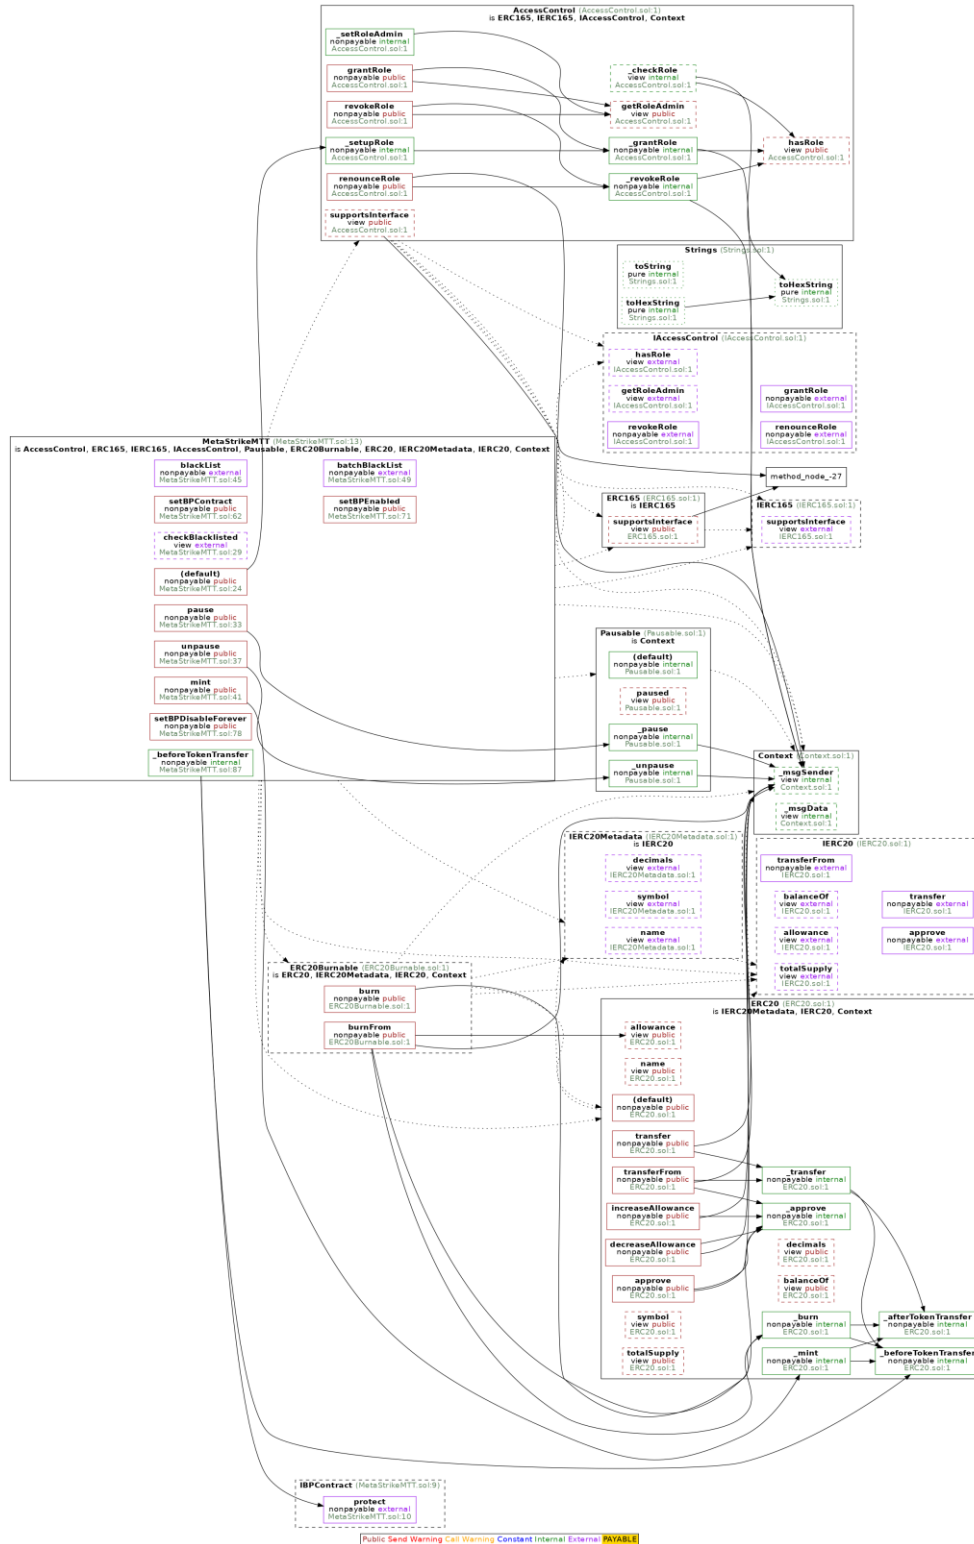 AccessControl (AccessControl.sol:1)
is ERC165, IERC165, IAccessControl, Context
_setRoleAdmin
nonpayable internal
AccessControl.sol:1
grantRole
nonpayable public
AccessControl.sol:1
_checkRole
view internal
AccessControl.sol:1
revokeRole
nonpayable public
AccessControl.sol:1
getRoleAdmin
view public
AccessControl.sol:1
_setupRole
nonpayable internal
AccessControl.sol:1
_grantRole
nonpayable internal
AccessControl.sol:1
hasRole
view public
AccessControl.sol:1
renounceRole
nonpayable public
AccessControl.sol:1
_revokeRole
nonpayable internal
AccessControl.sol:1
supportsInterface
view public
AccessControl.sol:1
Strings (Strings.sol:1)
toString
pure internal
Strings.sol:1
toHexString
pure internal
Strings.sol:1
toHexString
pure internal
Strings.sol:1
IAccessControl (IAccessControl.sol:1)
hasRole
view external
IAccessControl.sol:1
getRoleAdmin
view external
IAccessControl.sol:1
grantRole
nonpayable external
IAccessControl.sol:1
revokeRole
nonpayable external
IAccessControl.sol:1
renounceRole
nonpayable external
IAccessControl.sol:1
MetaStrikeMTT (MetaStrikeMTT.sol:13)
is AccessControl, ERC165, IERC165, IAccessControl, Pausable, ERC20Burnable, ERC20, IERC20Metadata, IERC20, Context
blackList
nonpayable external
MetaStrikeMTT.sol:45
batchBlackList
nonpayable external
MetaStrikeMTT.sol:49
setBPContract
nonpayable public
MetaStrikeMTT.sol:62
setBPEnabled
nonpayable public
MetaStrikeMTT.sol:71
checkBlacklisted
view external
MetaStrikeMTT.sol:29
(default)
nonpayable public
MetaStrikeMTT.sol:24
pause
nonpayable public
MetaStrikeMTT.sol:33
unpause
nonpayable public
MetaStrikeMTT.sol:37
mint
nonpayable public
MetaStrikeMTT.sol:41
setBPDisableForever
nonpayable public
MetaStrikeMTT.sol:78
_beforeTokenTransfer
nonpayable internal
MetaStrikeMTT.sol:87
method_node_-27
ERC165 (ERC165.sol:1)
is IERC165
supportsInterface
view public
ERC165.sol:1
IERC165 (IERC165.sol:1)
supportsInterface
view external
IERC165.sol:1
Pausable (Pausable.sol:1)
is Context
(default)
nonpayable internal
Pausable.sol:1
paused
view public
Pausable.sol:1
_pause
nonpayable internal
Pausable.sol:1
_unpause
nonpayable internal
Pausable.sol:1
Context (Context.sol:1)
_msgSender
view internal
Context.sol:1
_msgData
view internal
Context.sol:1
IERC20Metadata (IERC20Metadata.sol:1)
is IERC20
decimals
view external
IERC20Metadata.sol:1
symbol
view external
IERC20Metadata.sol:1
name
view external
IERC20Metadata.sol:1
IERC20 (IERC20.sol:1)
transferFrom
nonpayable external
IERC20.sol:1
balanceOf
view external
IERC20.sol:1
transfer
nonpayable external
IERC20.sol:1
allowance
view external
IERC20.sol:1
approve
nonpayable external
IERC20.sol:1
totalSupply
view external
IERC20.sol:1
ERC20Burnable (ERC20Burnable.sol:1)
is ERC20, IERC20Metadata, IERC20, Context
burn
nonpayable public
ERC20Burnable.sol:1
burnFrom
nonpayable public
ERC20Burnable.sol:1
ERC20 (ERC20.sol:1)
is IERC20Metadata, IERC20, Context
allowance
view public
ERC20.sol:1
name
view public
ERC20.sol:1
(default)
nonpayable public
ERC20.sol:1
transfer
nonpayable public
ERC20.sol:1
transferFrom
nonpayable public
ERC20.sol:1
_transfer
nonpayable internal
ERC20.sol:1
increaseAllowance
nonpayable public
ERC20.sol:1
_approve
nonpayable internal
ERC20.sol:1
decreaseAllowance
nonpayable public
ERC20.sol:1
decimals
view public
ERC20.sol:1
approve
nonpayable public
ERC20.sol:1
balanceOf
view public
ERC20.sol:1
symbol
view public
ERC20.sol:1
_burn
nonpayable internal
ERC20.sol:1
_afterTokenTransfer
nonpayable internal
ERC20.sol:1
totalSupply
view public
ERC20.sol:1
_mint
nonpayable internal
ERC20.sol:1
_beforeTokenTransfer
nonpayable internal
ERC20.sol:1
IBPContract (MetaStrikeMTT.sol:9)
protect
nonpayable external
MetaStrikeMTT.sol:10
Public Send Warning Call Warning Constant Internal External PAYABLE